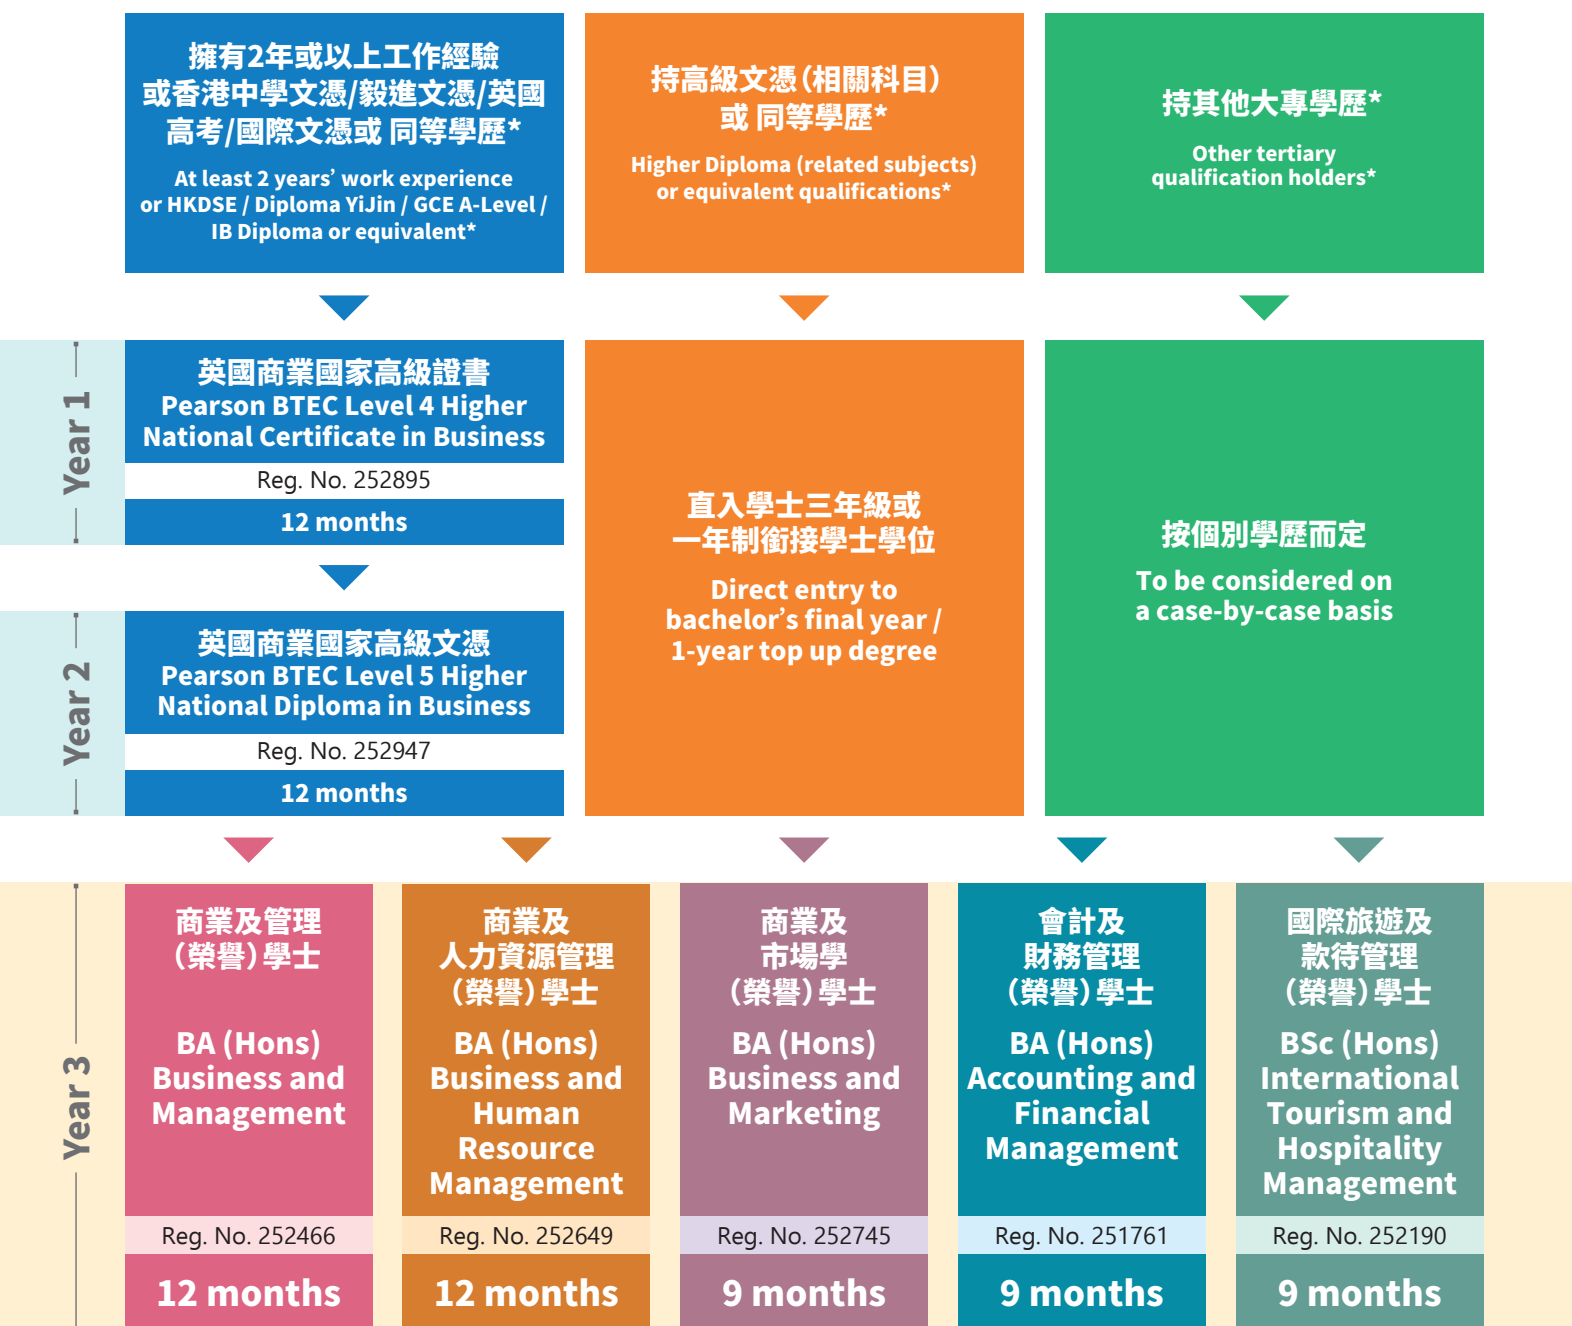 擁有2年或以上工作經驗
或香港中學文憑/毅進文憑/英國
高考/國際文憑或 同等學歷*
At least 2 years’ work experience
or HKDSE / Diploma YiJin / GCE A-Level /
IB Diploma or equivalent*
持高級文憑（相關科目）
或 同等學歷*
Higher Diploma (related subjects)
or equivalent qualifications*
持其他大專學歷*
Other tertiary
qualification holders*
Year 1
英國商業國家高級證書
Pearson BTEC Level 4 Higher
National Certificate in Business
Reg. No. 252895
12 months
Year 2
英國商業國家高級文憑
Pearson BTEC Level 5 Higher
National Diploma in Business
Reg. No. 252947
12 months
直入學士三年級或
一年制銜接學士學位
Direct entry to
bachelor’s final year /
1-year top up degree
按個別學歷而定
To be considered on
a case-by-case basis
Year 3
商業及管理
（榮譽）學士
BA (Hons)
Business and
Management
Reg. No. 252466
12 months
商業及
人力資源管理
（榮譽）學士
BA (Hons)
Business and
Human
Resource
Management
Reg. No. 252649
12 months
商業及
市場學
（榮譽）學士
BA (Hons)
Business and
Marketing
Reg. No. 252745
9 months
會計及
財務管理
（榮譽）學士
BA (Hons)
Accounting and
Financial
Management
Reg. No. 251761
9 months
國際旅遊及
款待管理
（榮譽）學士
BSc (Hons)
International
Tourism and
Hospitality
Management
Reg. No. 252190
9 months